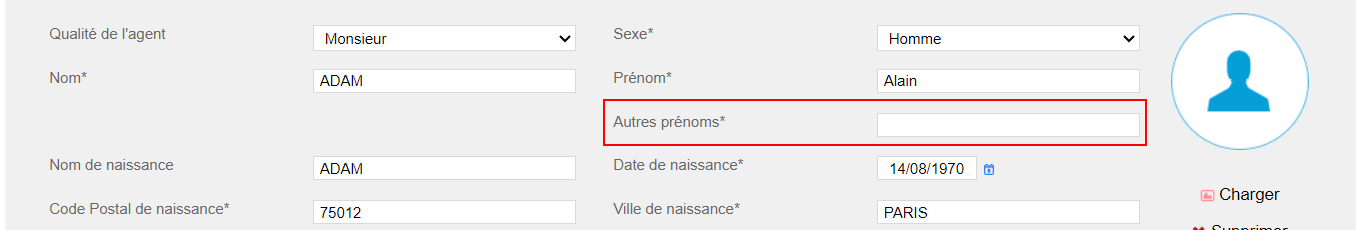 Qualité de l'agent Monsieur Sexe* Homme
Nom* ADAM Prénom* Alain
Autres prénoms*
Nom de naissance ADAM Date de naissance* 14/08/1970
Charger
Code Postal de naissance* 75012 Ville de naissance* PARIS
Supprimer